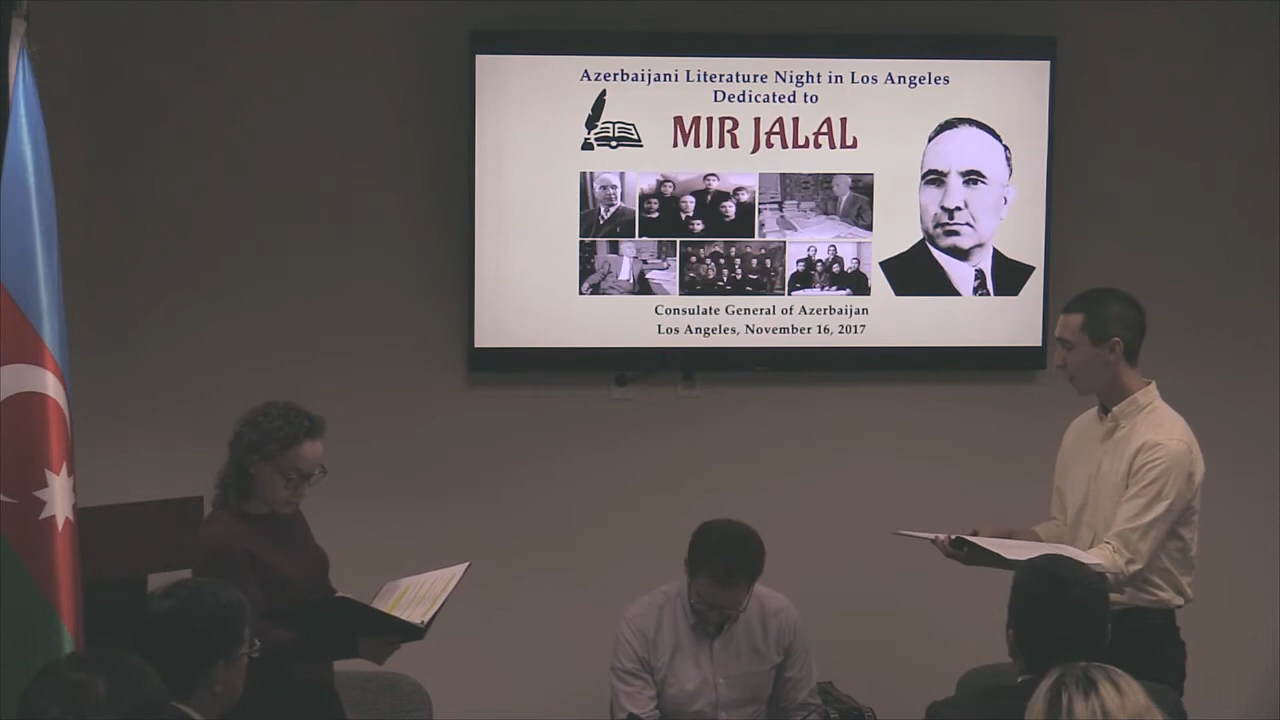 Azerbaijani Literature Night in Los Angeles
Dedicated to
MIR JALAL
Consulate General of Azerbaijan
Los Angeles, November 16, 2017